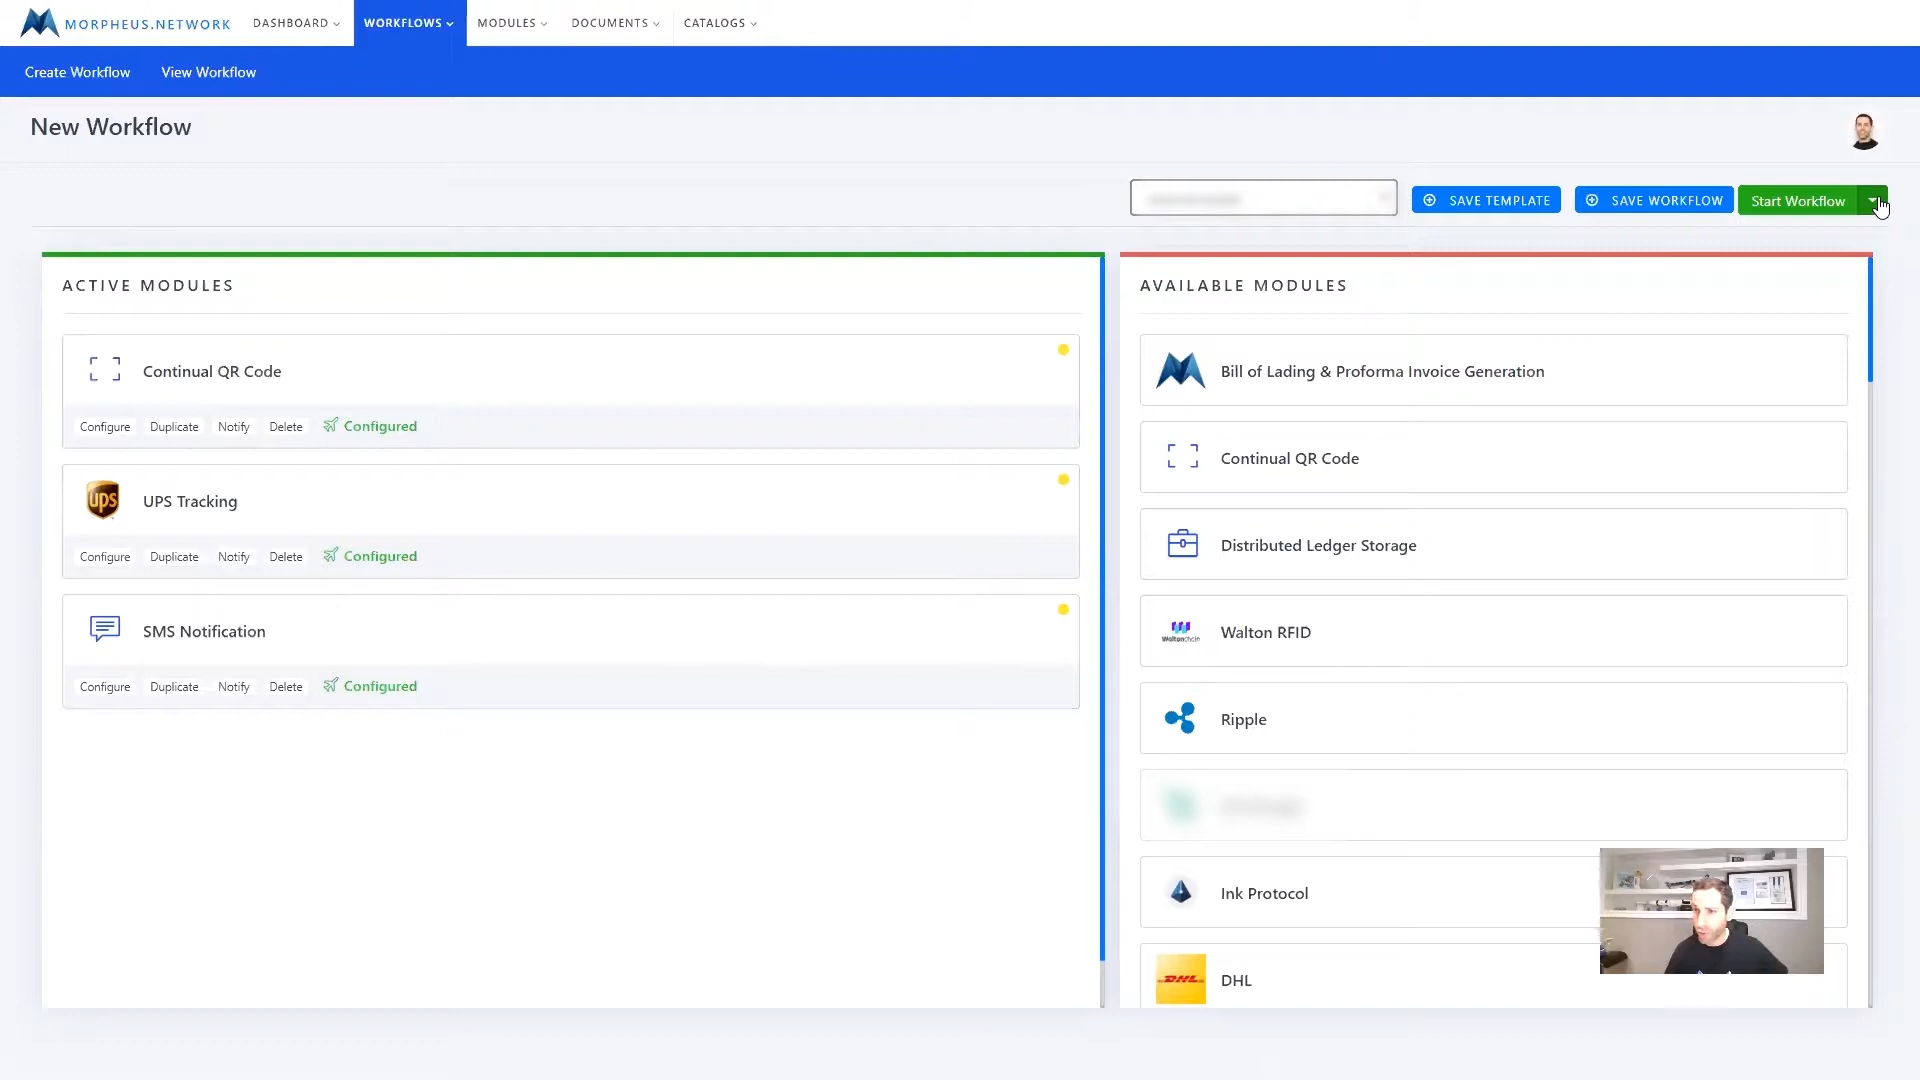 MORPHEUS.NETWORK
DASHBOARD
WORKFLOWS
MODULES
DOCUMENTS
CATALOGS
Create Workflow
View Workflow
New Workflow
SAVE TEMPLATE
SAVE WORKFLOW
Start Workflow
ACTIVE MODULES
Continual QR Code
Configure Duplicate Notify Delete Configured
ups
UPS Tracking
Configure Duplicate Notify Delete Configured
SMS Notification
Configure Duplicate Notify Delete Configured
AVAILABLE MODULES
Bill of Lading & Proforma Invoice Generation
Continual QR Code
Distributed Ledger Storage
Waltonchain
Walton RFID
Ripple
Ink Protocol
DHL
DHL